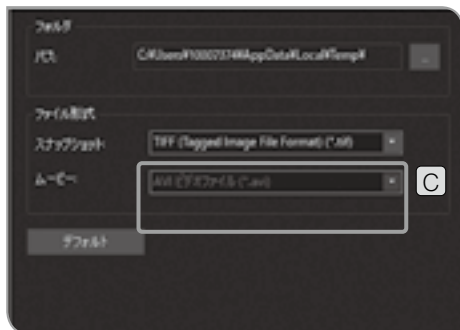 フォルダ
パス: C:¥Users¥10007374¥AppData¥Local¥Temp¥ ...
ファイル形式
スナップショット: TIFF (Tagged Image File Format) (*.tif)
ムービー: AVI ビデオファイル (*.avi)
C
デフォルト